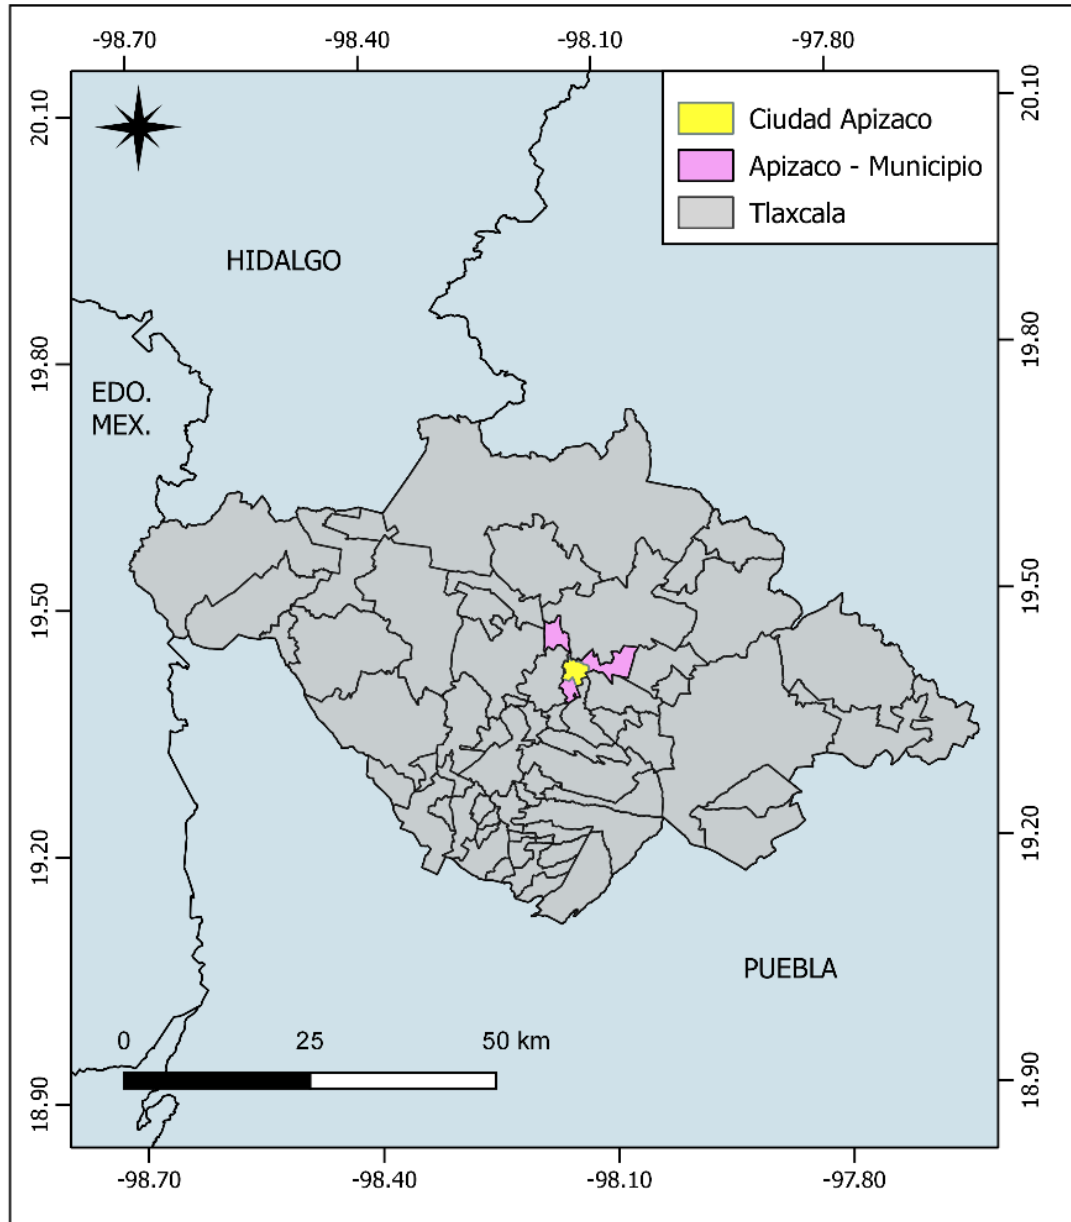 -98.70 -98.40 -98.10 -97.80
20.10
20.10
Ciudad Apizaco
Apizaco - Municipio
Tlaxcala
HIDALGO
19.80
19.80
EDO.
MEX.
19.50
19.50
19.20
19.20
PUEBLA
0 25 50 km
18.90
18.90
-98.70 -98.40 -98.10 -97.80